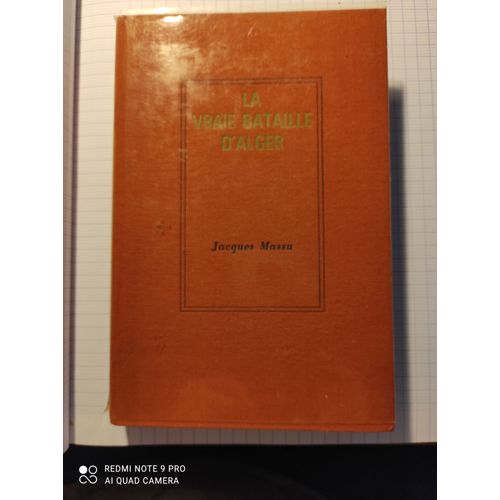 LA
VRAIE BATAILLE
D'ALGER
Jacques Massu
REDMI NOTE 9 PRO
AI QUAD CAMERA